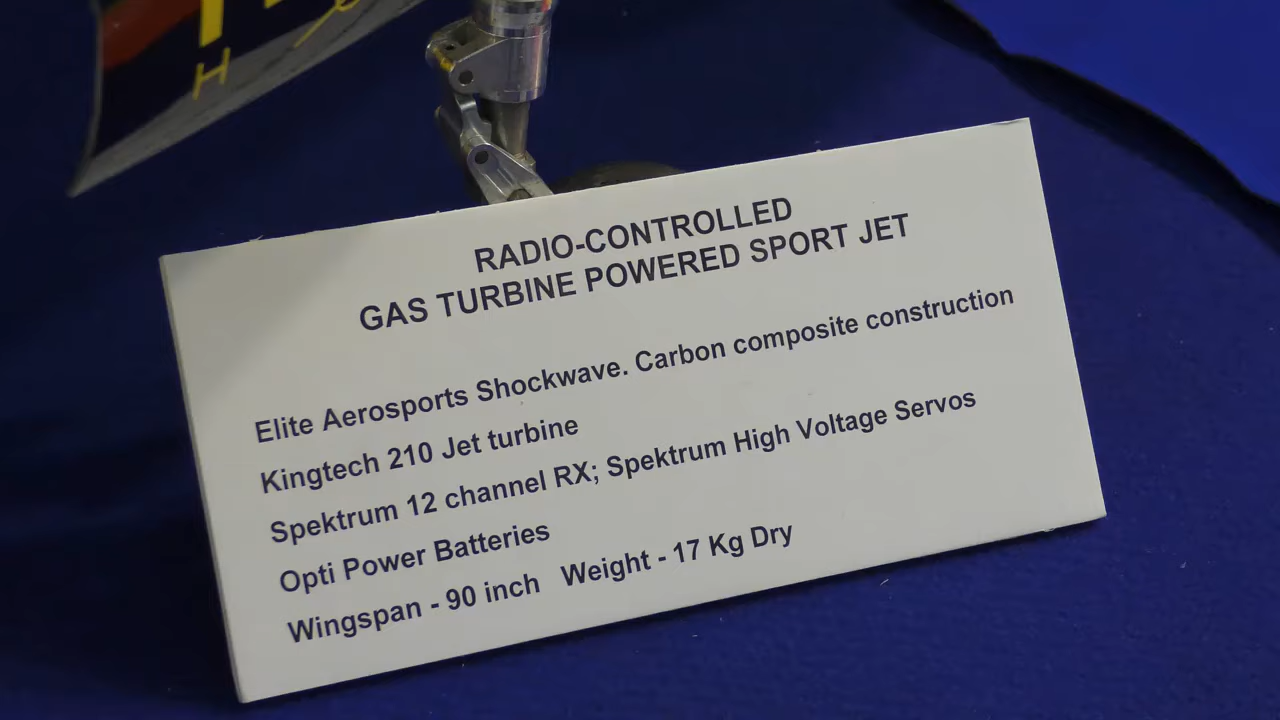 H
RADIO-CONTROLLED
GAS TURBINE POWERED SPORT JET
Elite Aerosports Shockwave. Carbon composite construction
Kingtech 210 Jet turbine
Spektrum 12 channel RX; Spektrum High Voltage Servos
Opti Power Batteries
Wingspan - 90 inch Weight - 17 Kg Dry